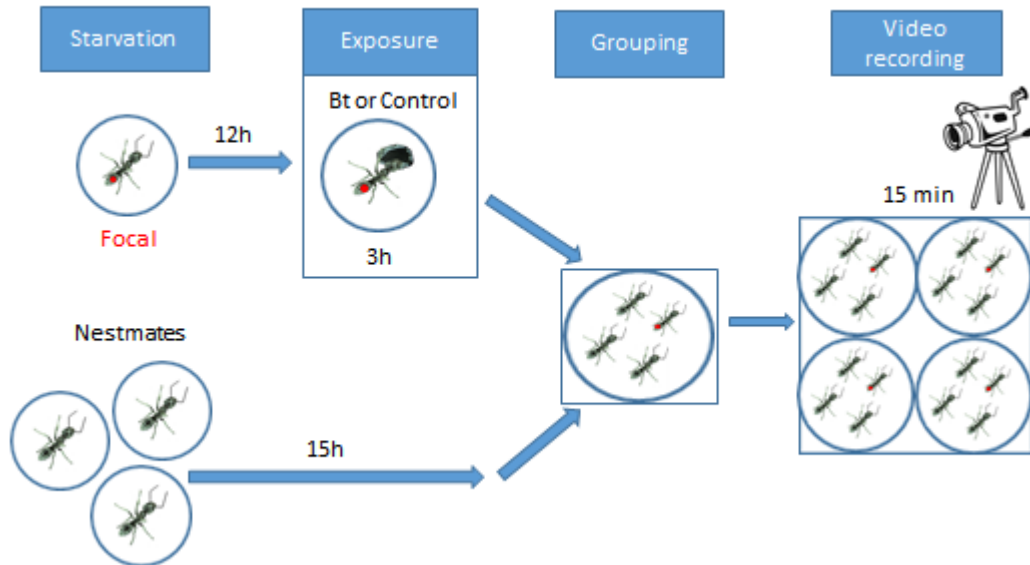 Starvation
Exposure
Grouping
Video
recording
Bt or Control
12h
15 min
Focal
3h
Nestmates
15h